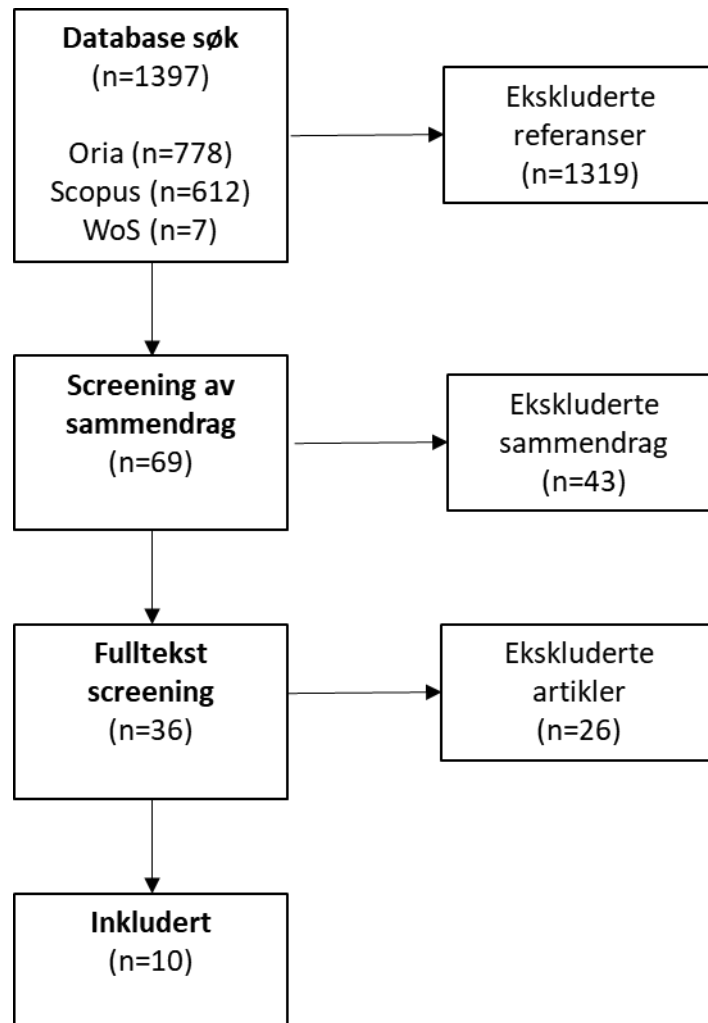 Database søk
(n=1397)
Oria (n=778)
Scopus (n=612)
WoS (n=7)
Ekskluderte
referanser
(n=1319)
Screening av
sammendrag
(n=69)
Ekskluderte
sammendrag
(n=43)
Fulltekst
screening
(n=36)
Ekskluderte
artikler
(n=26)
Inkludert
(n=10)